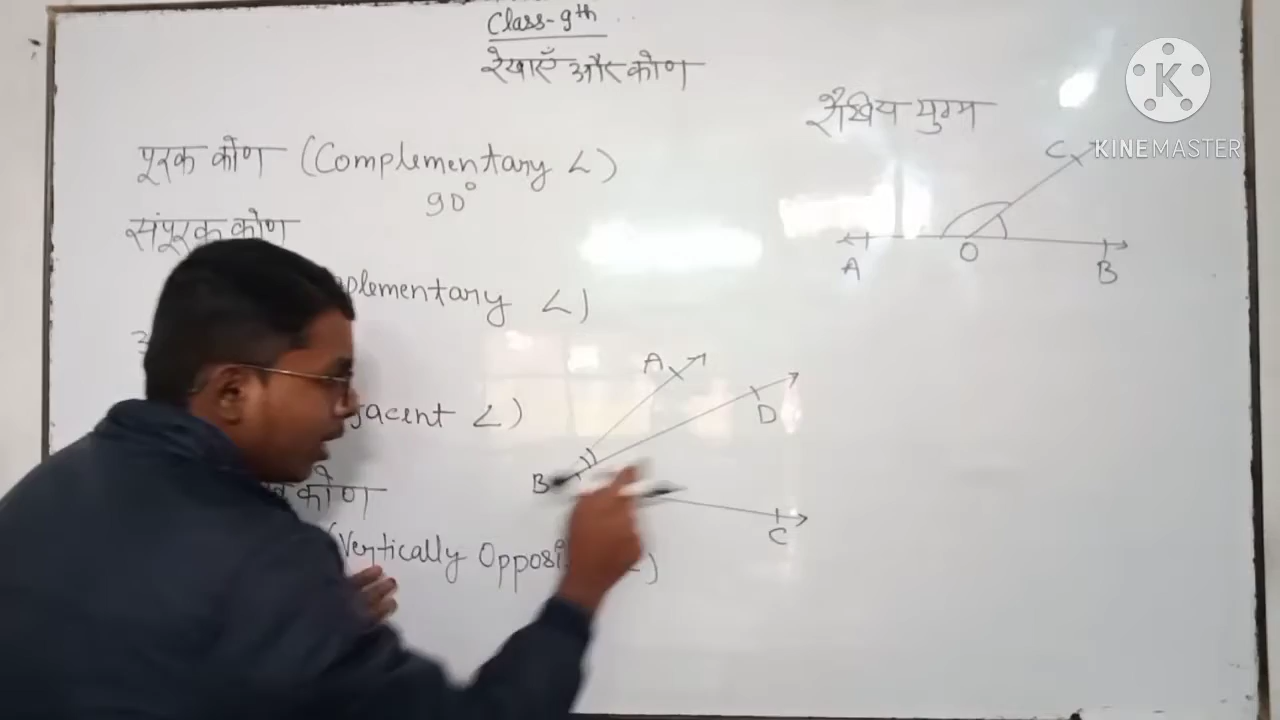 Class-9th
रेखाएँ और कोण
पूरक कोण (Complementary ∠)
90°
संपूरक कोण
plementary ∠)
jacent ∠)
कोण
(Vertically Opposi ∠)
रैखिय युग्म
C
A O B
A
D
B
C
K
KINEMASTER